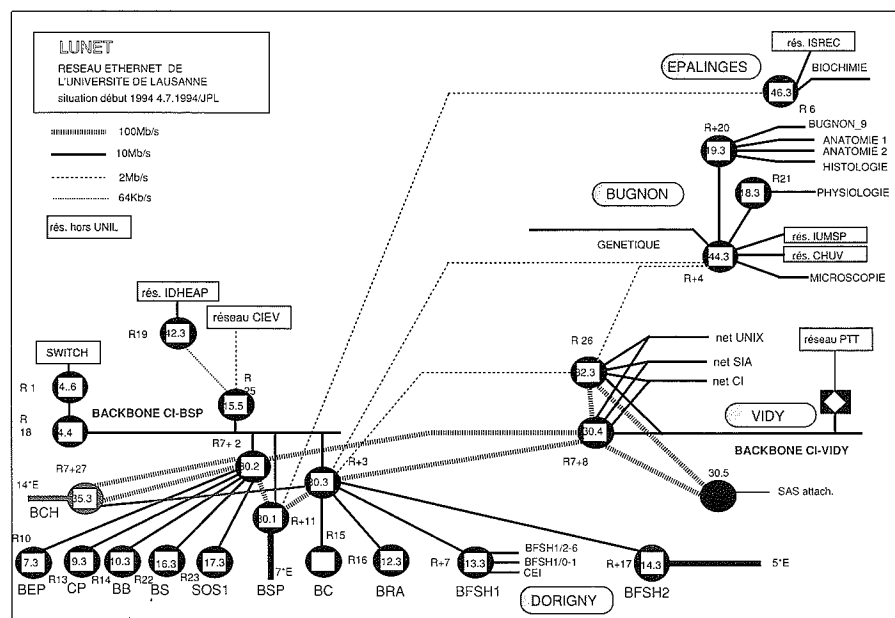 LUNET
RESEAU ETHERNET DE
L'UNIVERSITE DE LAUSANNE
situation début 1994 4.7.1994/JPL
100Mb/s
10Mb/s
2Mb/s
64Kb/s
rés. hors UNIL
EPALINGES
rés. ISREC
BIOCHIMIE
46.3
R 6
R+20
19.3
BUGNON_9
ANATOMIE 1
ANATOMIE 2
HISTOLOGIE
BUGNON
R21
18.3
PHYSIOLOGIE
GENETIQUE
44.3
R+4
rés. IUMSP
rés. CHUV
MICROSCOPIE
rés. IDHEAP
R19
42.3
réseau CIEV
SWITCH
R 1
4..6
R
18
4.4
BACKBONE CI-BSP
R
25
15.5
R 26
32.3
net UNIX
net SIA
net CI
réseau PTT
VIDY
30.4
R7+8
BACKBONE CI-VIDY
30.5
SAS attach.
R7+ 2
30.2
R+3
30.3
R7+27
14*E
35.3
BCH
30.1
R+11
7*E
R10
7.3
BEP
R13
9.3
CP
R14
10.3
BB
R22
16.3
BS
R23
17.3
SOS1
BSP
R15
BC
R16
12.3
BRA
R+7
13.3
BFSH1
BFSH1/2-6
BFSH1/0-1
CEI
DORIGNY
R+17
14.3
BFSH2
5*E